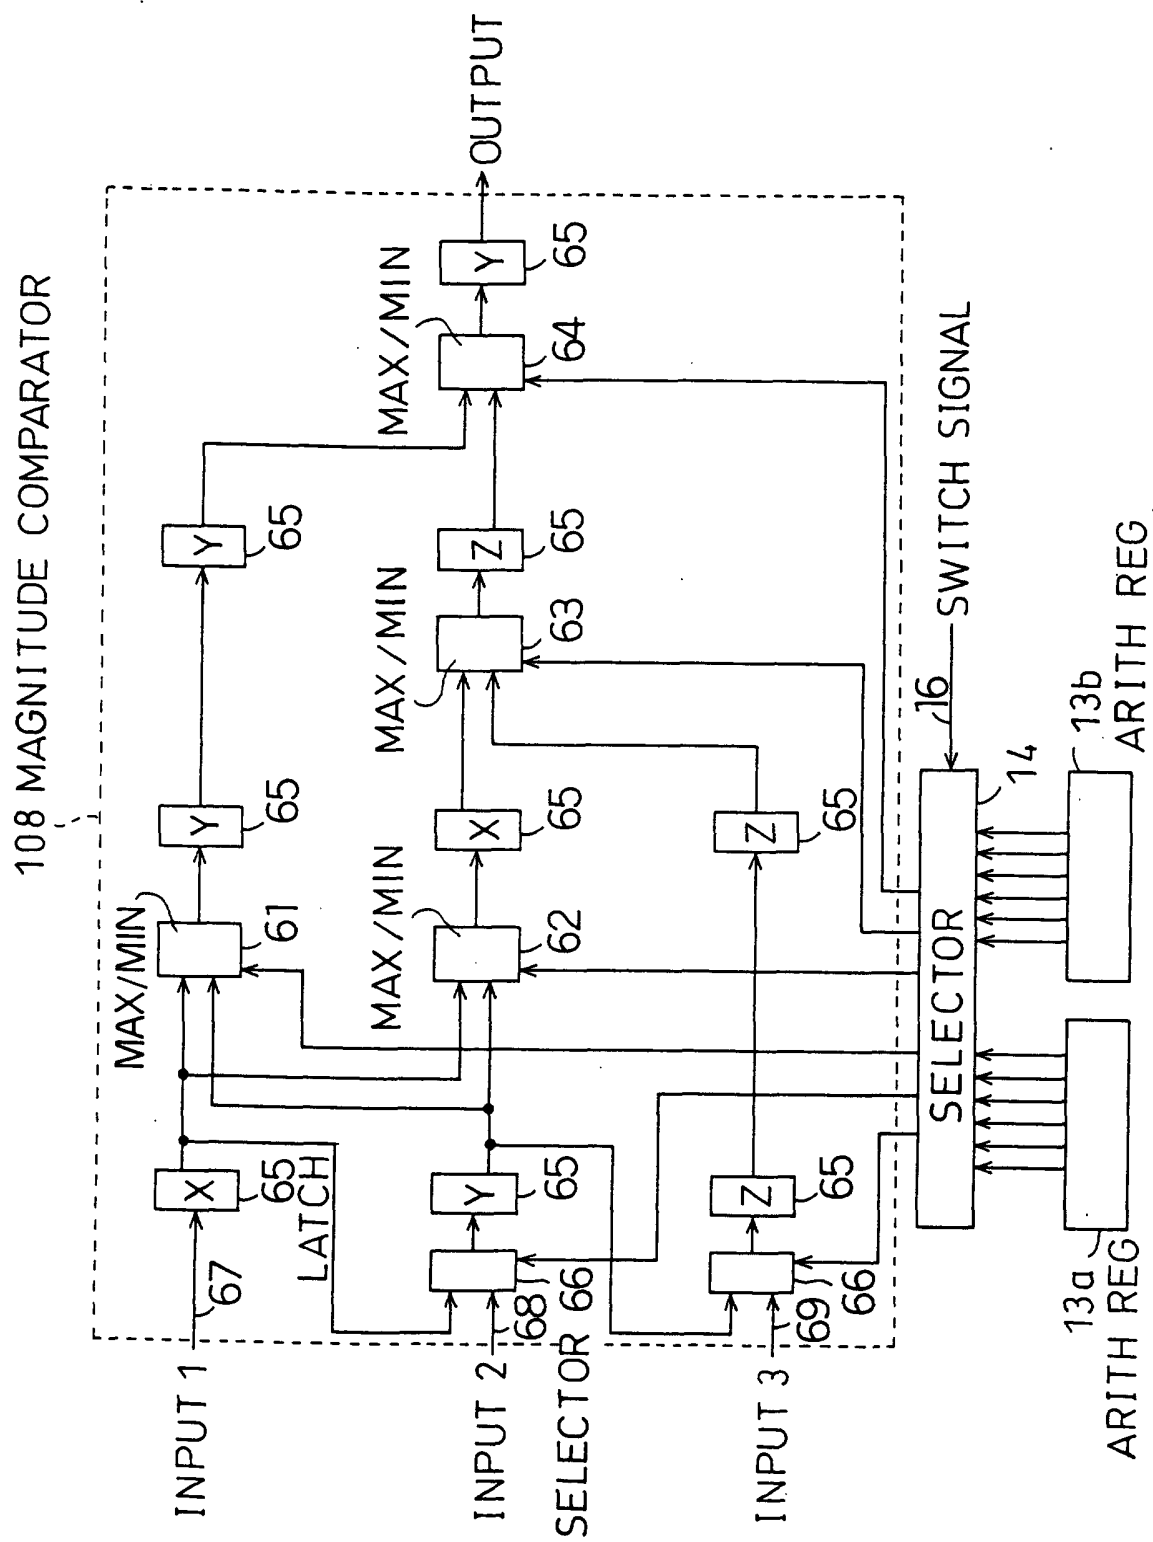 108 MAGNITUDE COMPARATOR
INPUT 1
67
X
65
LATCH
MAX/MIN
61
Y
65
Y
65
INPUT 2
68
SELECTOR 66
Y
65
MAX/MIN
62
X
65
MAX/MIN
63
Z
65
MAX/MIN
64
Y
65
OUTPUT
INPUT 3
69
66
Z
65
Z
65
SELECTOR
14
16
SWITCH SIGNAL
13a
ARITH REG
13b
ARITH REG